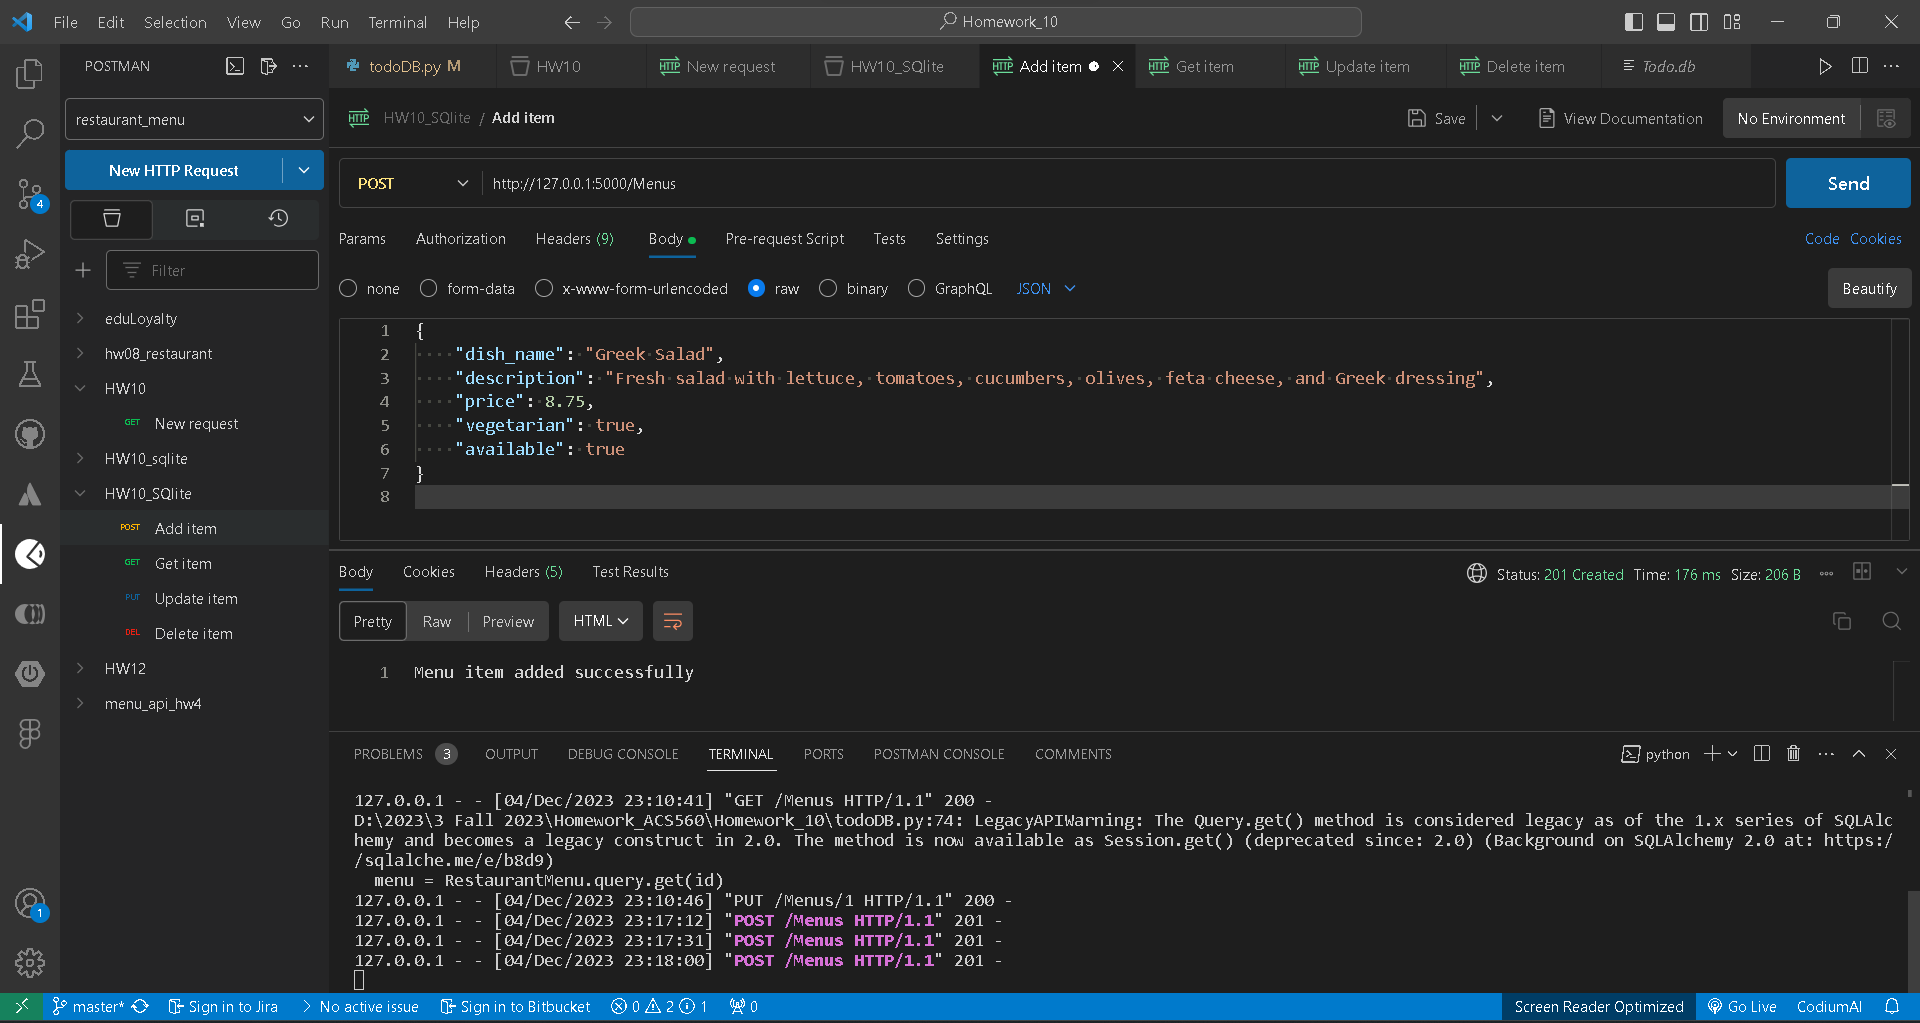 File Edit Selection View Go Run Terminal Help
Homework_10
POSTMAN
todoDB.py M
HW10
New request
HW10_SQlite
Add item
Get item
Update item
Delete item
Todo.db
restaurant_menu
HW10_SQlite / Add item
Save
View Documentation
No Environment
New HTTP Request
POST
http://127.0.0.1:5000/Menus
Send
Params Authorization Headers (9) Body Pre-request Script Tests Settings
Code Cookies
Filter
none form-data x-www-form-urlencoded raw binary GraphQL JSON
Beautify
eduLoyalty
hw08_restaurant
HW10
GET New request
HW10_sqlite
HW10_SQlite
POST Add item
GET Get item
PUT Update item
DEL Delete item
HW12
menu_api_hw4
4
1 {
2 "dish_name": "Greek Salad",
3 "description": "Fresh salad with lettuce, tomatoes, cucumbers, olives, feta cheese, and Greek dressing",
4 "price": 8.75,
5 "vegetarian": true,
6 "available": true
7 }
8
Body Cookies Headers (5) Test Results
Status: 201 Created Time: 176 ms Size: 206 B
Pretty Raw Preview HTML
1 Menu item added successfully
PROBLEMS 3 OUTPUT DEBUG CONSOLE TERMINAL PORTS POSTMAN CONSOLE COMMENTS
python
127.0.0.1 - - [04/Dec/2023 23:10:41] "GET /Menus HTTP/1.1" 200 -
D:\2023\3 Fall 2023\Homework_ACS560\Homework_10\todoDB.py:74: LegacyAPIWarning: The Query.get() method is considered legacy as of the 1.x series of SQLAlc
hemy and becomes a legacy construct in 2.0. The method is now available as Session.get() (deprecated since: 2.0) (Background on SQLAlchemy 2.0 at: https:/
/sqlalche.me/e/b8d9)
menu = RestaurantMenu.query.get(id)
127.0.0.1 - - [04/Dec/2023 23:10:46] "PUT /Menus/1 HTTP/1.1" 200 -
127.0.0.1 - - [04/Dec/2023 23:17:12] "POST /Menus HTTP/1.1" 201 -
127.0.0.1 - - [04/Dec/2023 23:17:31] "POST /Menus HTTP/1.1" 201 -
127.0.0.1 - - [04/Dec/2023 23:18:00] "POST /Menus HTTP/1.1" 201 -
1
master* Sign in to Jira No active issue Sign in to Bitbucket 0 2 1 0
Screen Reader Optimized Go Live CodiumAI